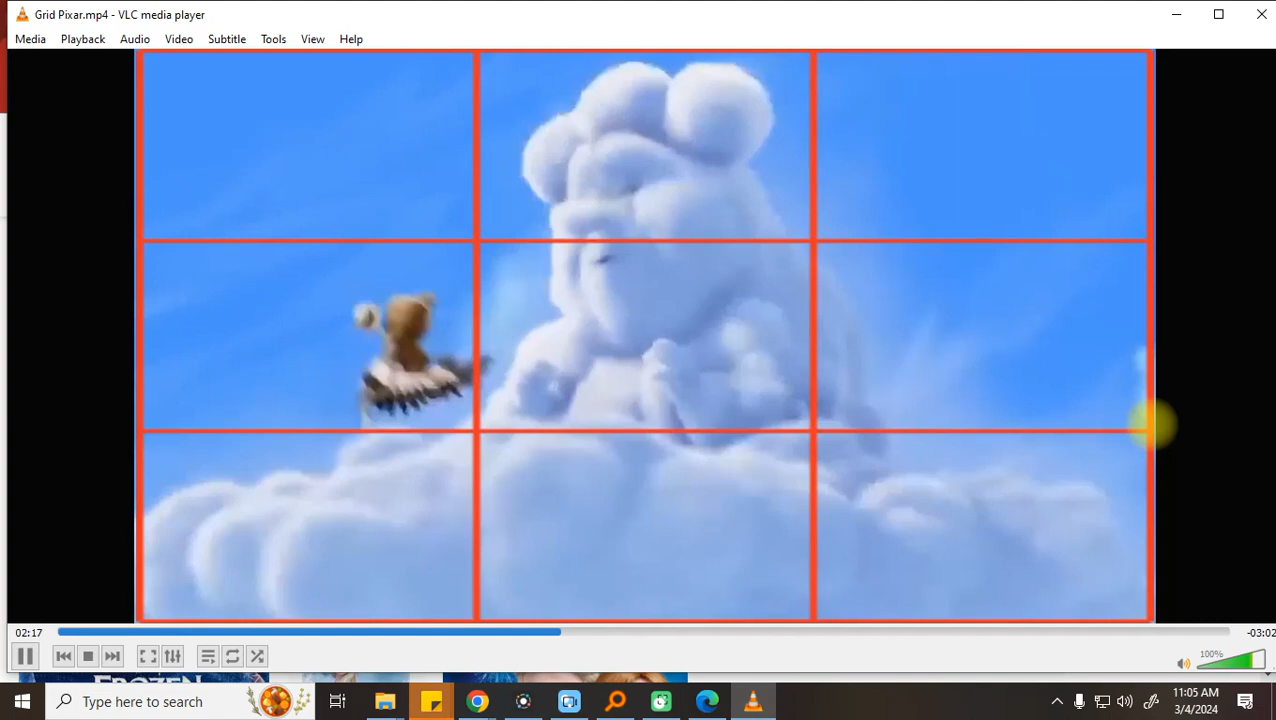 Grid Pixar.mp4 - VLC media player
Media Playback Audio Video Subtitle Tools View Help
02:17
-03:02
100%
FROZEN
Type here to search
11:05 AM
3/4/2024